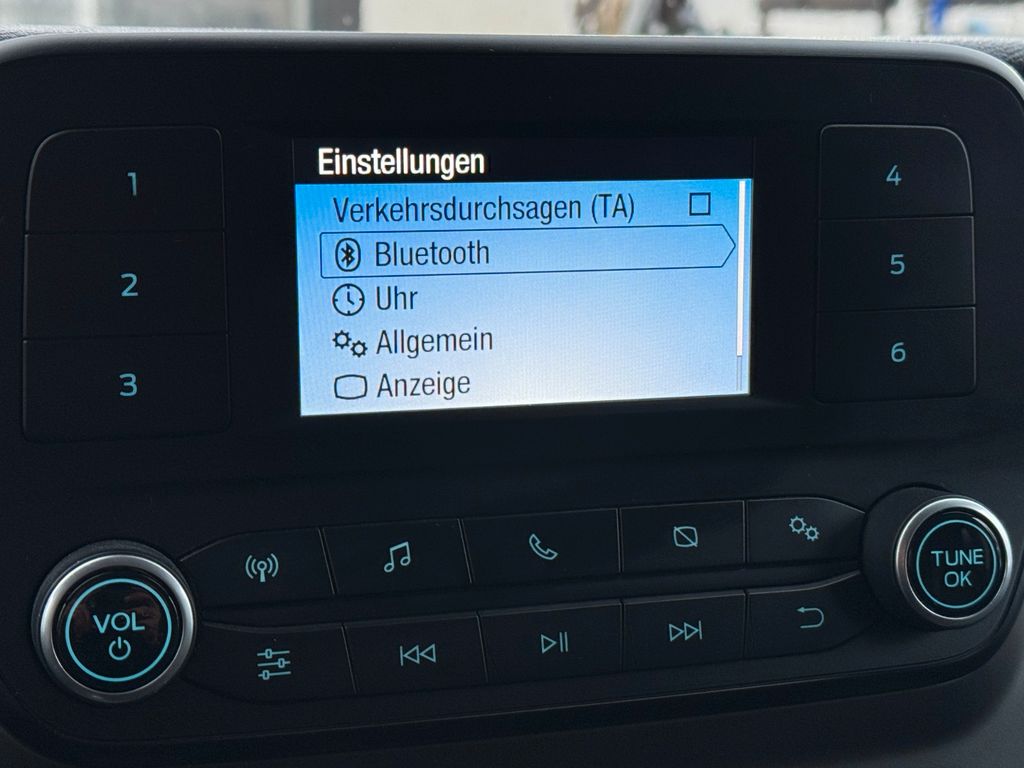 Einstellungen
Verkehrsdurchsagen (TA)
Bluetooth
Uhr
Allgemein
Anzeige
1
2
3
4
5
6
VOL
TUNE
OK